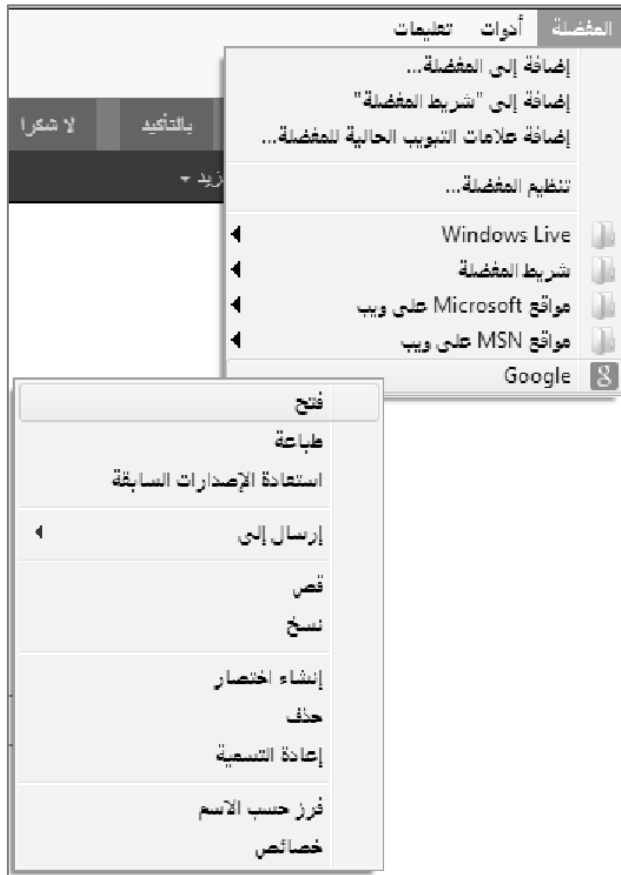 المفضلة أدوات تعليمات
إضافة إلى المفضلة...
إضافة إلى "شريط المفضلة"
إضافة علامات التبويب الحالية للمفضلة...
بالتأكيد لا شكرا
تنظيم المفضلة...
زيد
Windows Live
شريط المفضلة
مواقع Microsoft على ويب
مواقع MSN على ويب
Google
فتح
طباعة
استعادة الإصدارات السابقة
إرسال إلى
قص
نسخ
إنشاء اختصار
حذف
إعادة التسمية
فرز حسب الاسم
خصائص